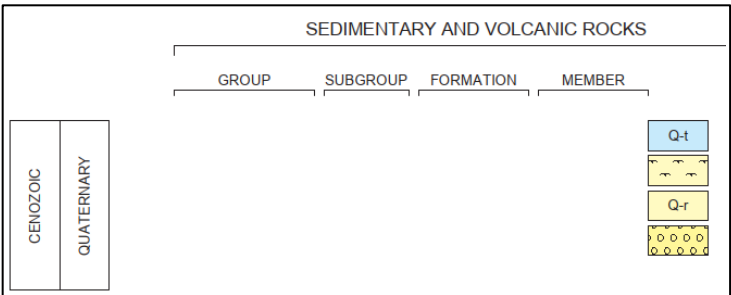 SEDIMENTARY AND VOLCANIC ROCKS
GROUP SUBGROUP FORMATION MEMBER
CENOZOIC
QUATERNARY
Q-t
Q-r